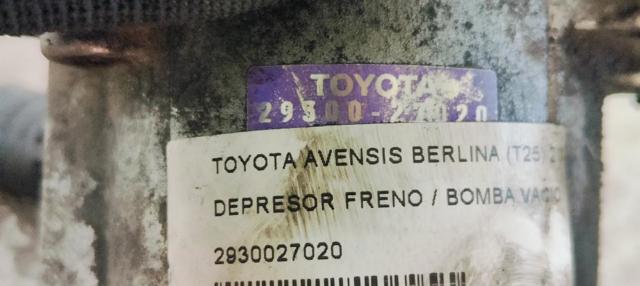 TOYOTA
29300-27020
TOYOTA AVENSIS BERLINA (T25)
DEPRESOR FRENO / BOMBA VACIO
2930027020